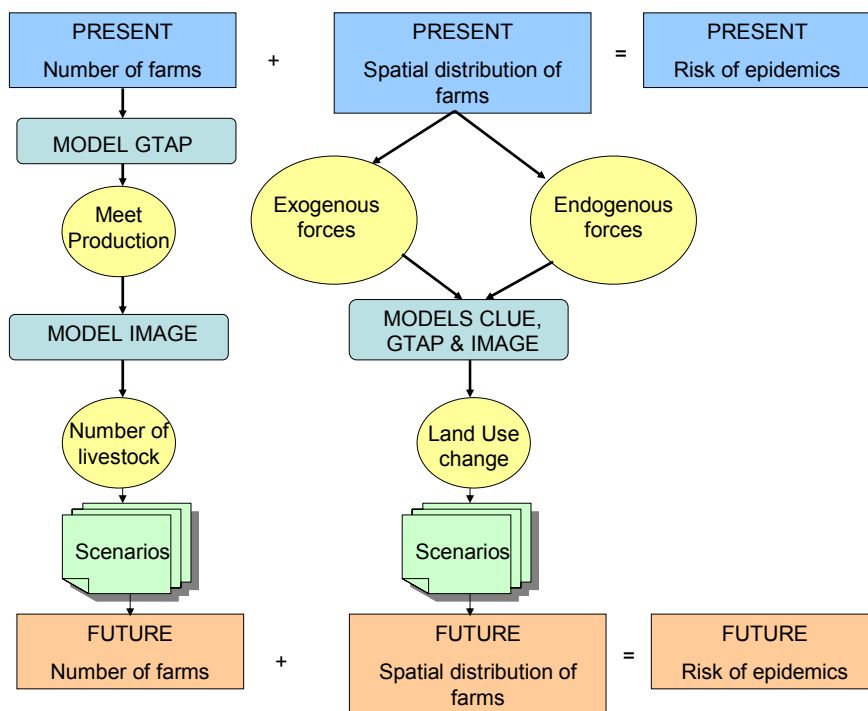 PRESENT
Number of farms
+
PRESENT
Spatial distribution of
farms
=
PRESENT
Risk of epidemics
MODEL GTAP
Meet
Production
MODEL IMAGE
Number of
livestock
Scenarios
Exogenous
forces
Endogenous
forces
MODELS CLUE,
GTAP & IMAGE
Land Use
change
Scenarios
FUTURE
Number of farms
+
FUTURE
Spatial distribution of
farms
=
FUTURE
Risk of epidemics